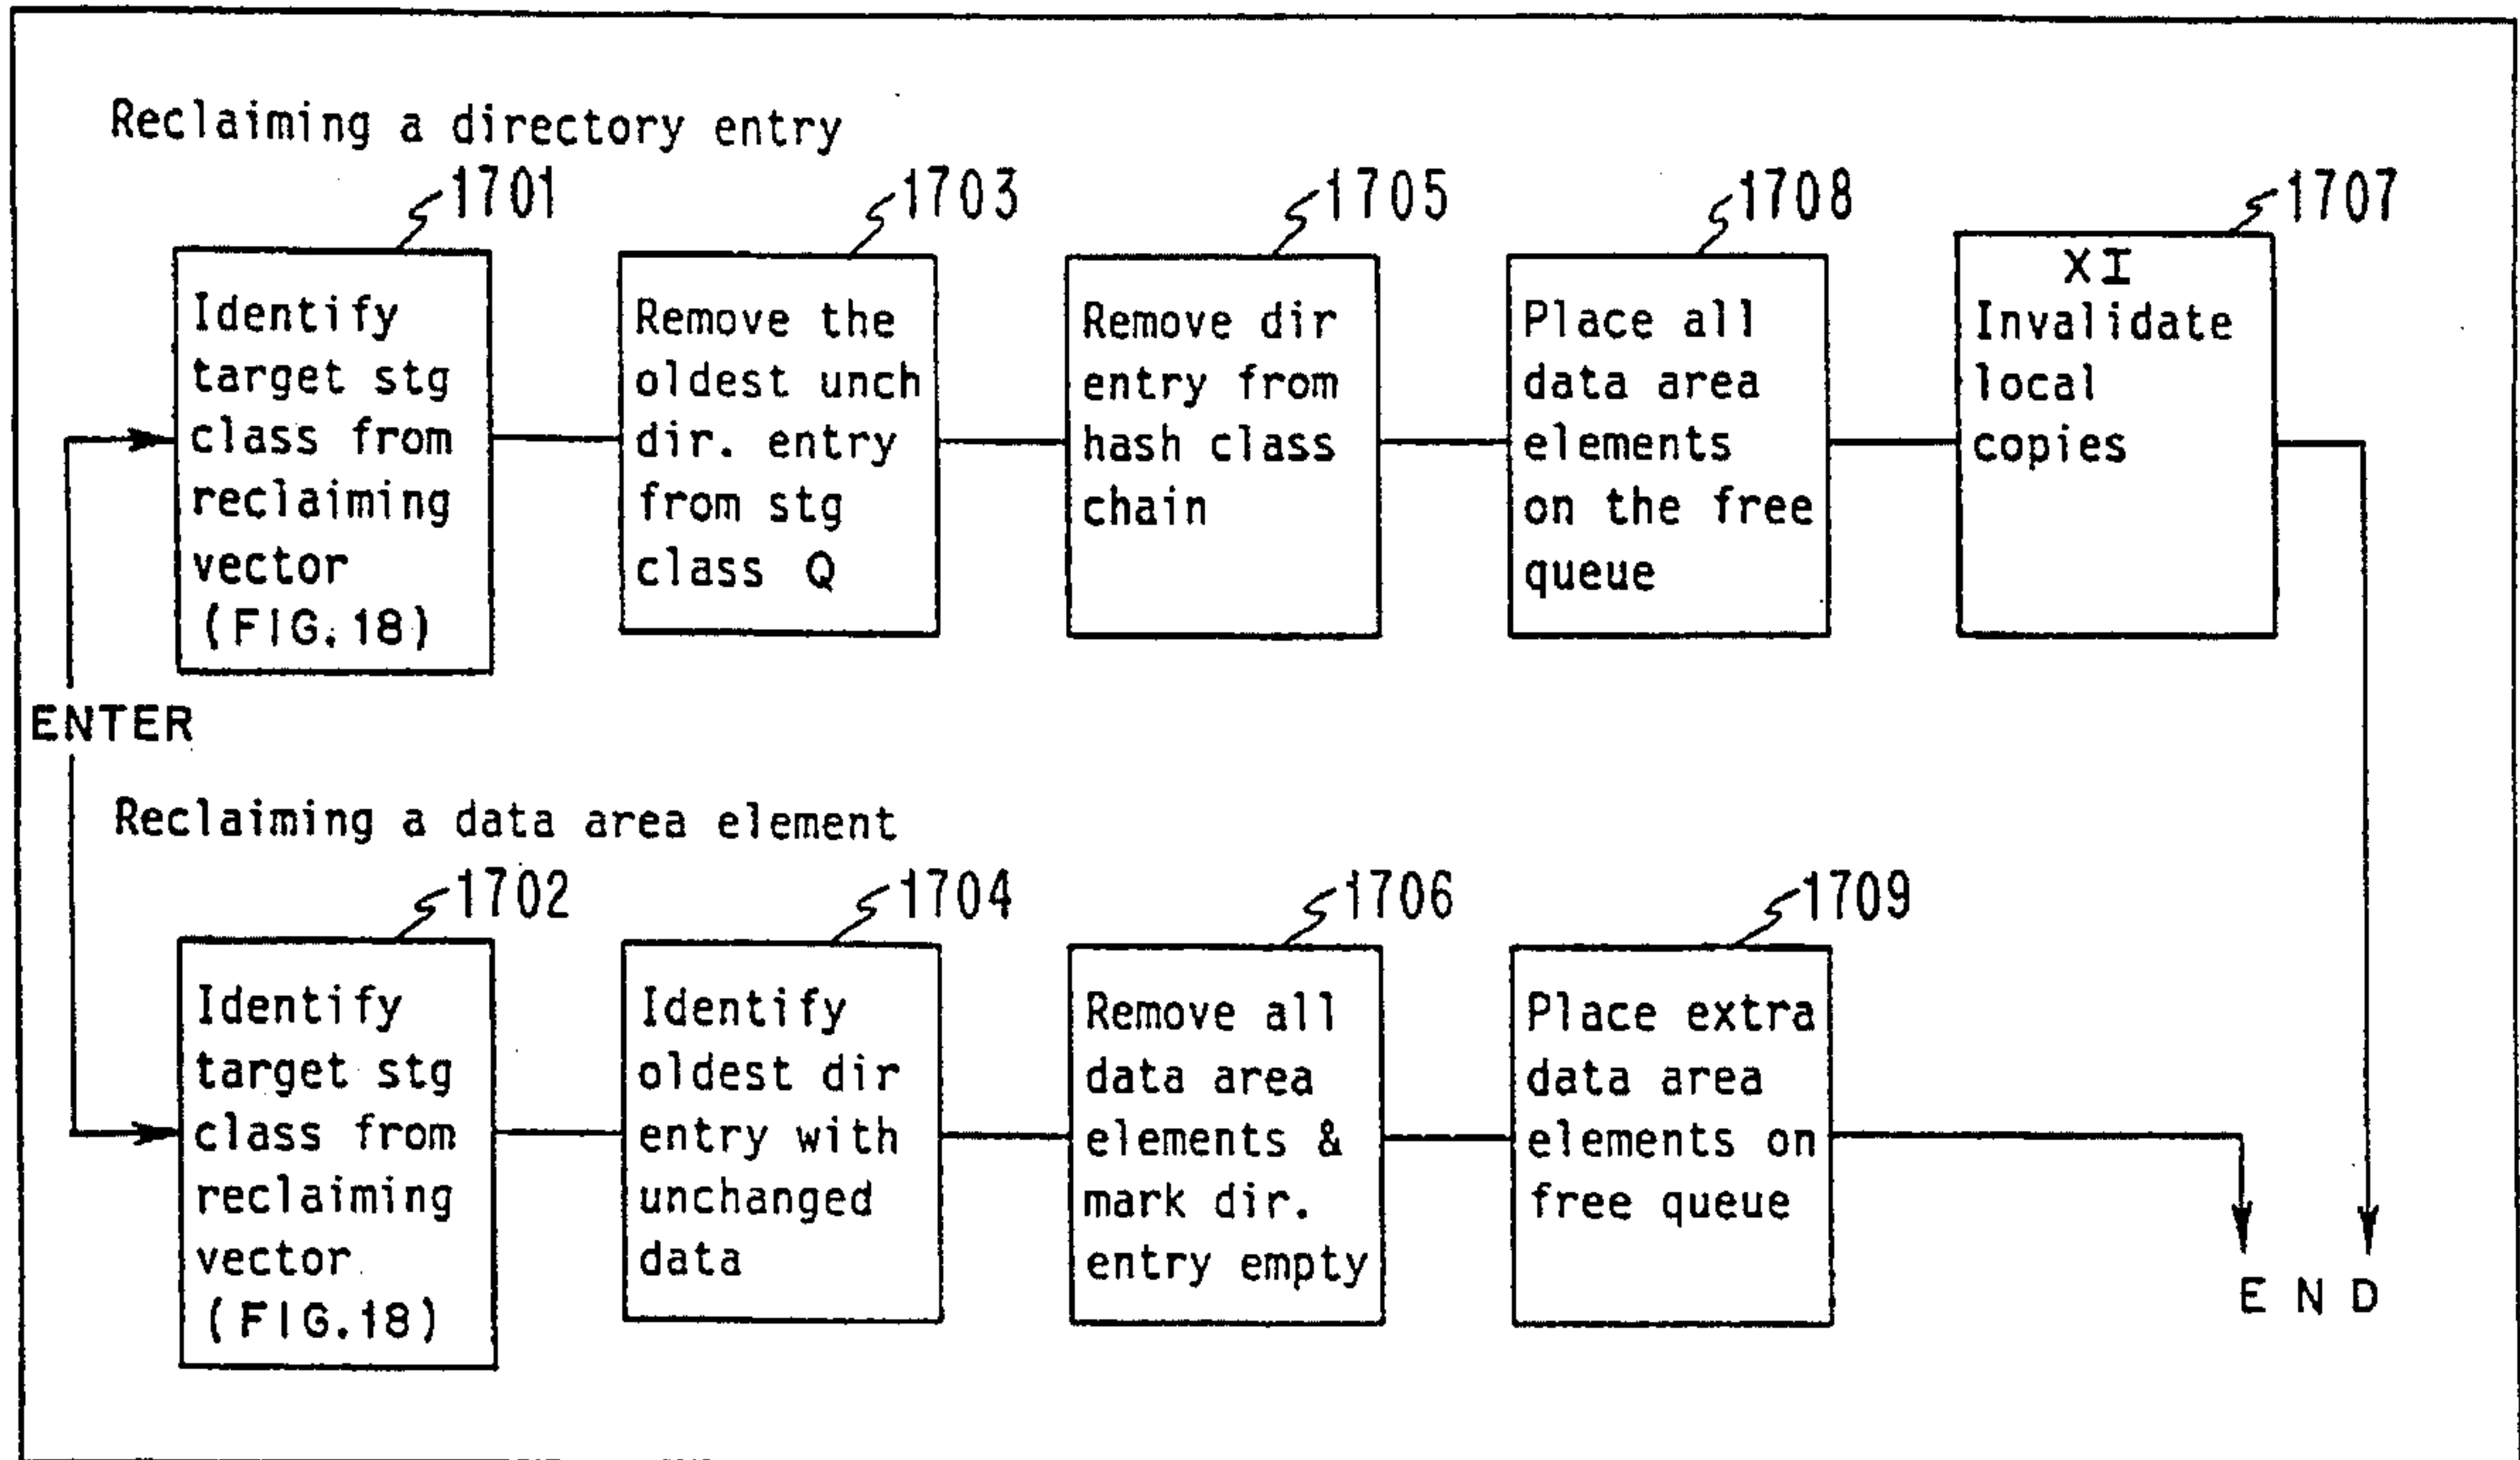 Reclaiming a directory entry
1701
1703
1705
1708
1707
Identify
target stg
class from
reclaiming
vector
(FIG.18)
Remove the
oldest unch
dir. entry
from stg
class Q
Remove dir
entry from
hash class
chain
Place all
data area
elements
on the free
queue
XI
Invalidate
local
copies
ENTER
Reclaiming a data area element
1702
1704
1706
1709
Identify
target stg
class from
reclaiming
vector
(FIG.18)
Identify
oldest dir
entry with
unchanged
data
Remove all
data area
elements &
mark dir.
entry empty
Place extra
data area
elements on
free queue
END